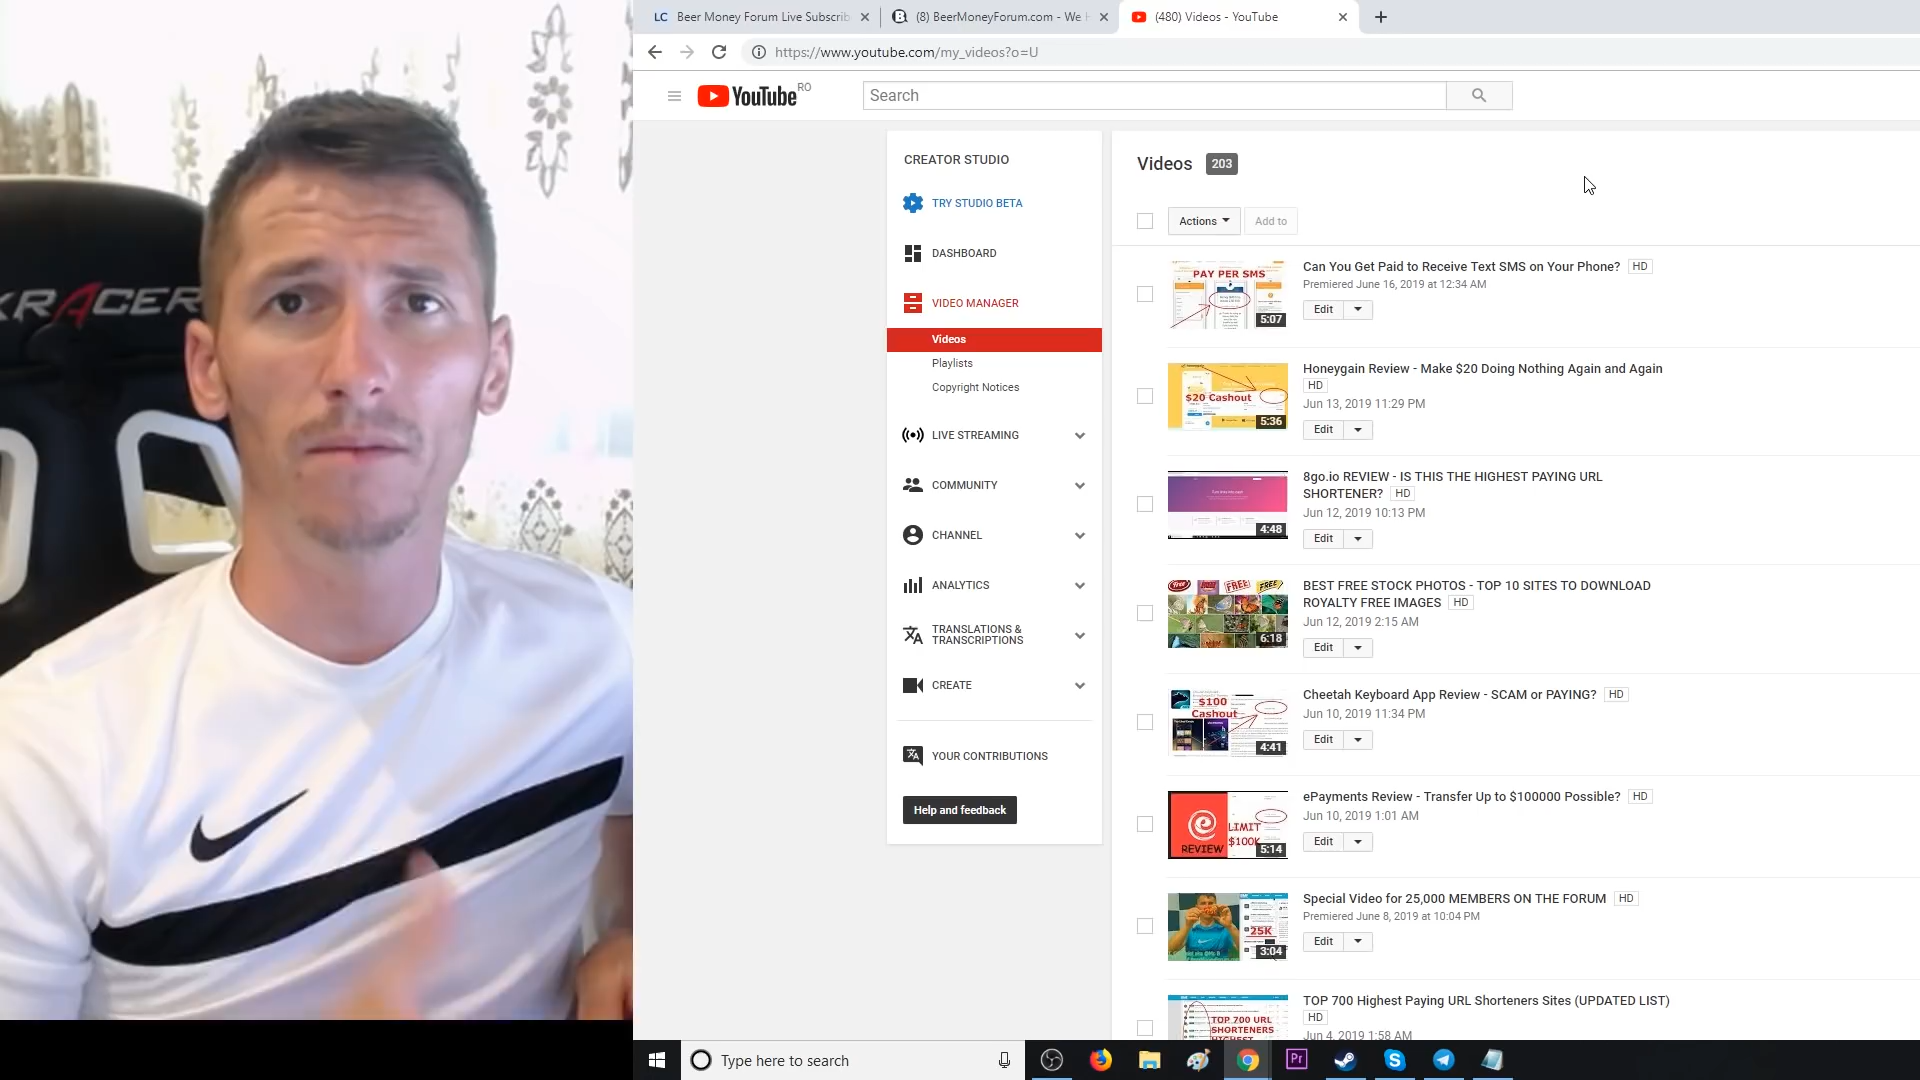 Beer Money Forum Live Subscrib
(8) BeerMoneyForum.com - We H
(480) Videos - YouTube
https://www.youtube.com/my_videos?o=U
YouTube RO
Search
KRACER
CREATOR STUDIO
TRY STUDIO BETA
DASHBOARD
VIDEO MANAGER
Videos
Playlists
Copyright Notices
LIVE STREAMING
COMMUNITY
CHANNEL
ANALYTICS
TRANSLATIONS &
TRANSCRIPTIONS
CREATE
YOUR CONTRIBUTIONS
Help and feedback
Videos 203
Actions
Add to
PAY PER SMS
5:07
Can You Get Paid to Receive Text SMS on Your Phone? HD
Premiered June 16, 2019 at 12:34 AM
Edit
$20 Cashout
5:36
Honeygain Review - Make $20 Doing Nothing Again and Again
HD
Jun 13, 2019 11:29 PM
Edit
4:48
8go.io REVIEW - IS THIS THE HIGHEST PAYING URL
SHORTENER? HD
Jun 12, 2019 10:13 PM
Edit
Free FREE FREE!
6:18
BEST FREE STOCK PHOTOS - TOP 10 SITES TO DOWNLOAD
ROYALTY FREE IMAGES HD
Jun 12, 2019 2:15 AM
Edit
$100
Cashout
4:41
Cheetah Keyboard App Review - SCAM or PAYING? HD
Jun 10, 2019 11:34 PM
Edit
LIMIT
$100K
REVIEW
5:14
ePayments Review - Transfer Up to $100000 Possible? HD
Jun 10, 2019 1:01 AM
Edit
25K
3:04
Special Video for 25,000 MEMBERS ON THE FORUM HD
Premiered June 8, 2019 at 10:04 PM
Edit
TOP 700 URL
SHORTENERS
HIGHEST
TOP 700 Highest Paying URL Shorteners Sites (UPDATED LIST)
HD
Jun 4, 2019 1:58 AM
Type here to search